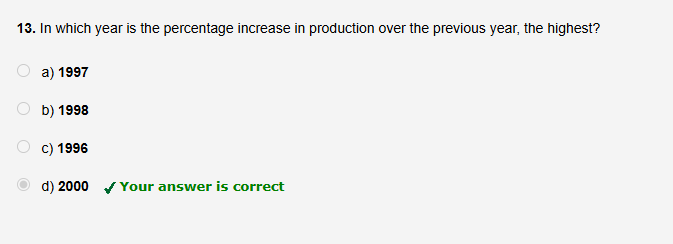 13. In which year is the percentage increase in production over the previous year, the highest?
a) 1997
b) 1998
c) 1996
d) 2000 ✓ Your answer is correct